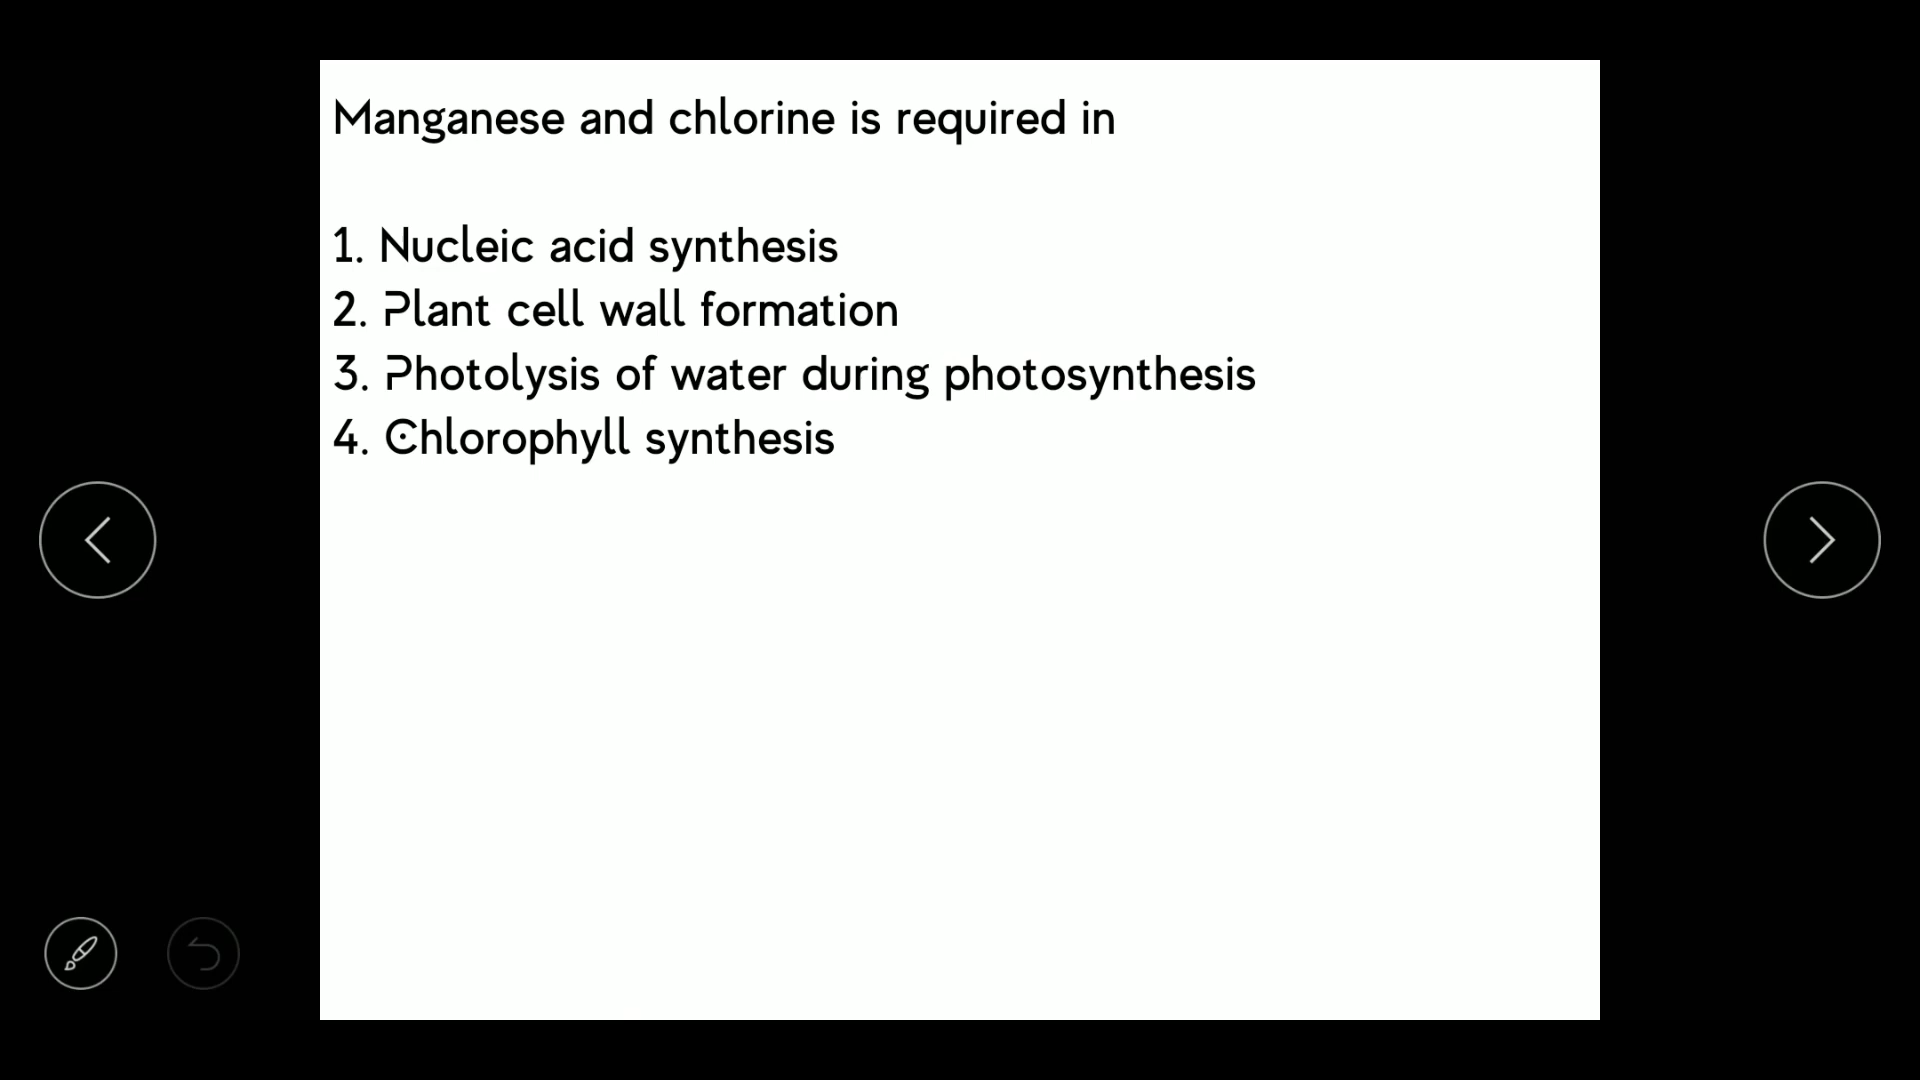 Manganese and chlorine is required in
1. Nucleic acid synthesis
2. Plant cell wall formation
3. Photolysis of water during photosynthesis
4. Chlorophyll synthesis